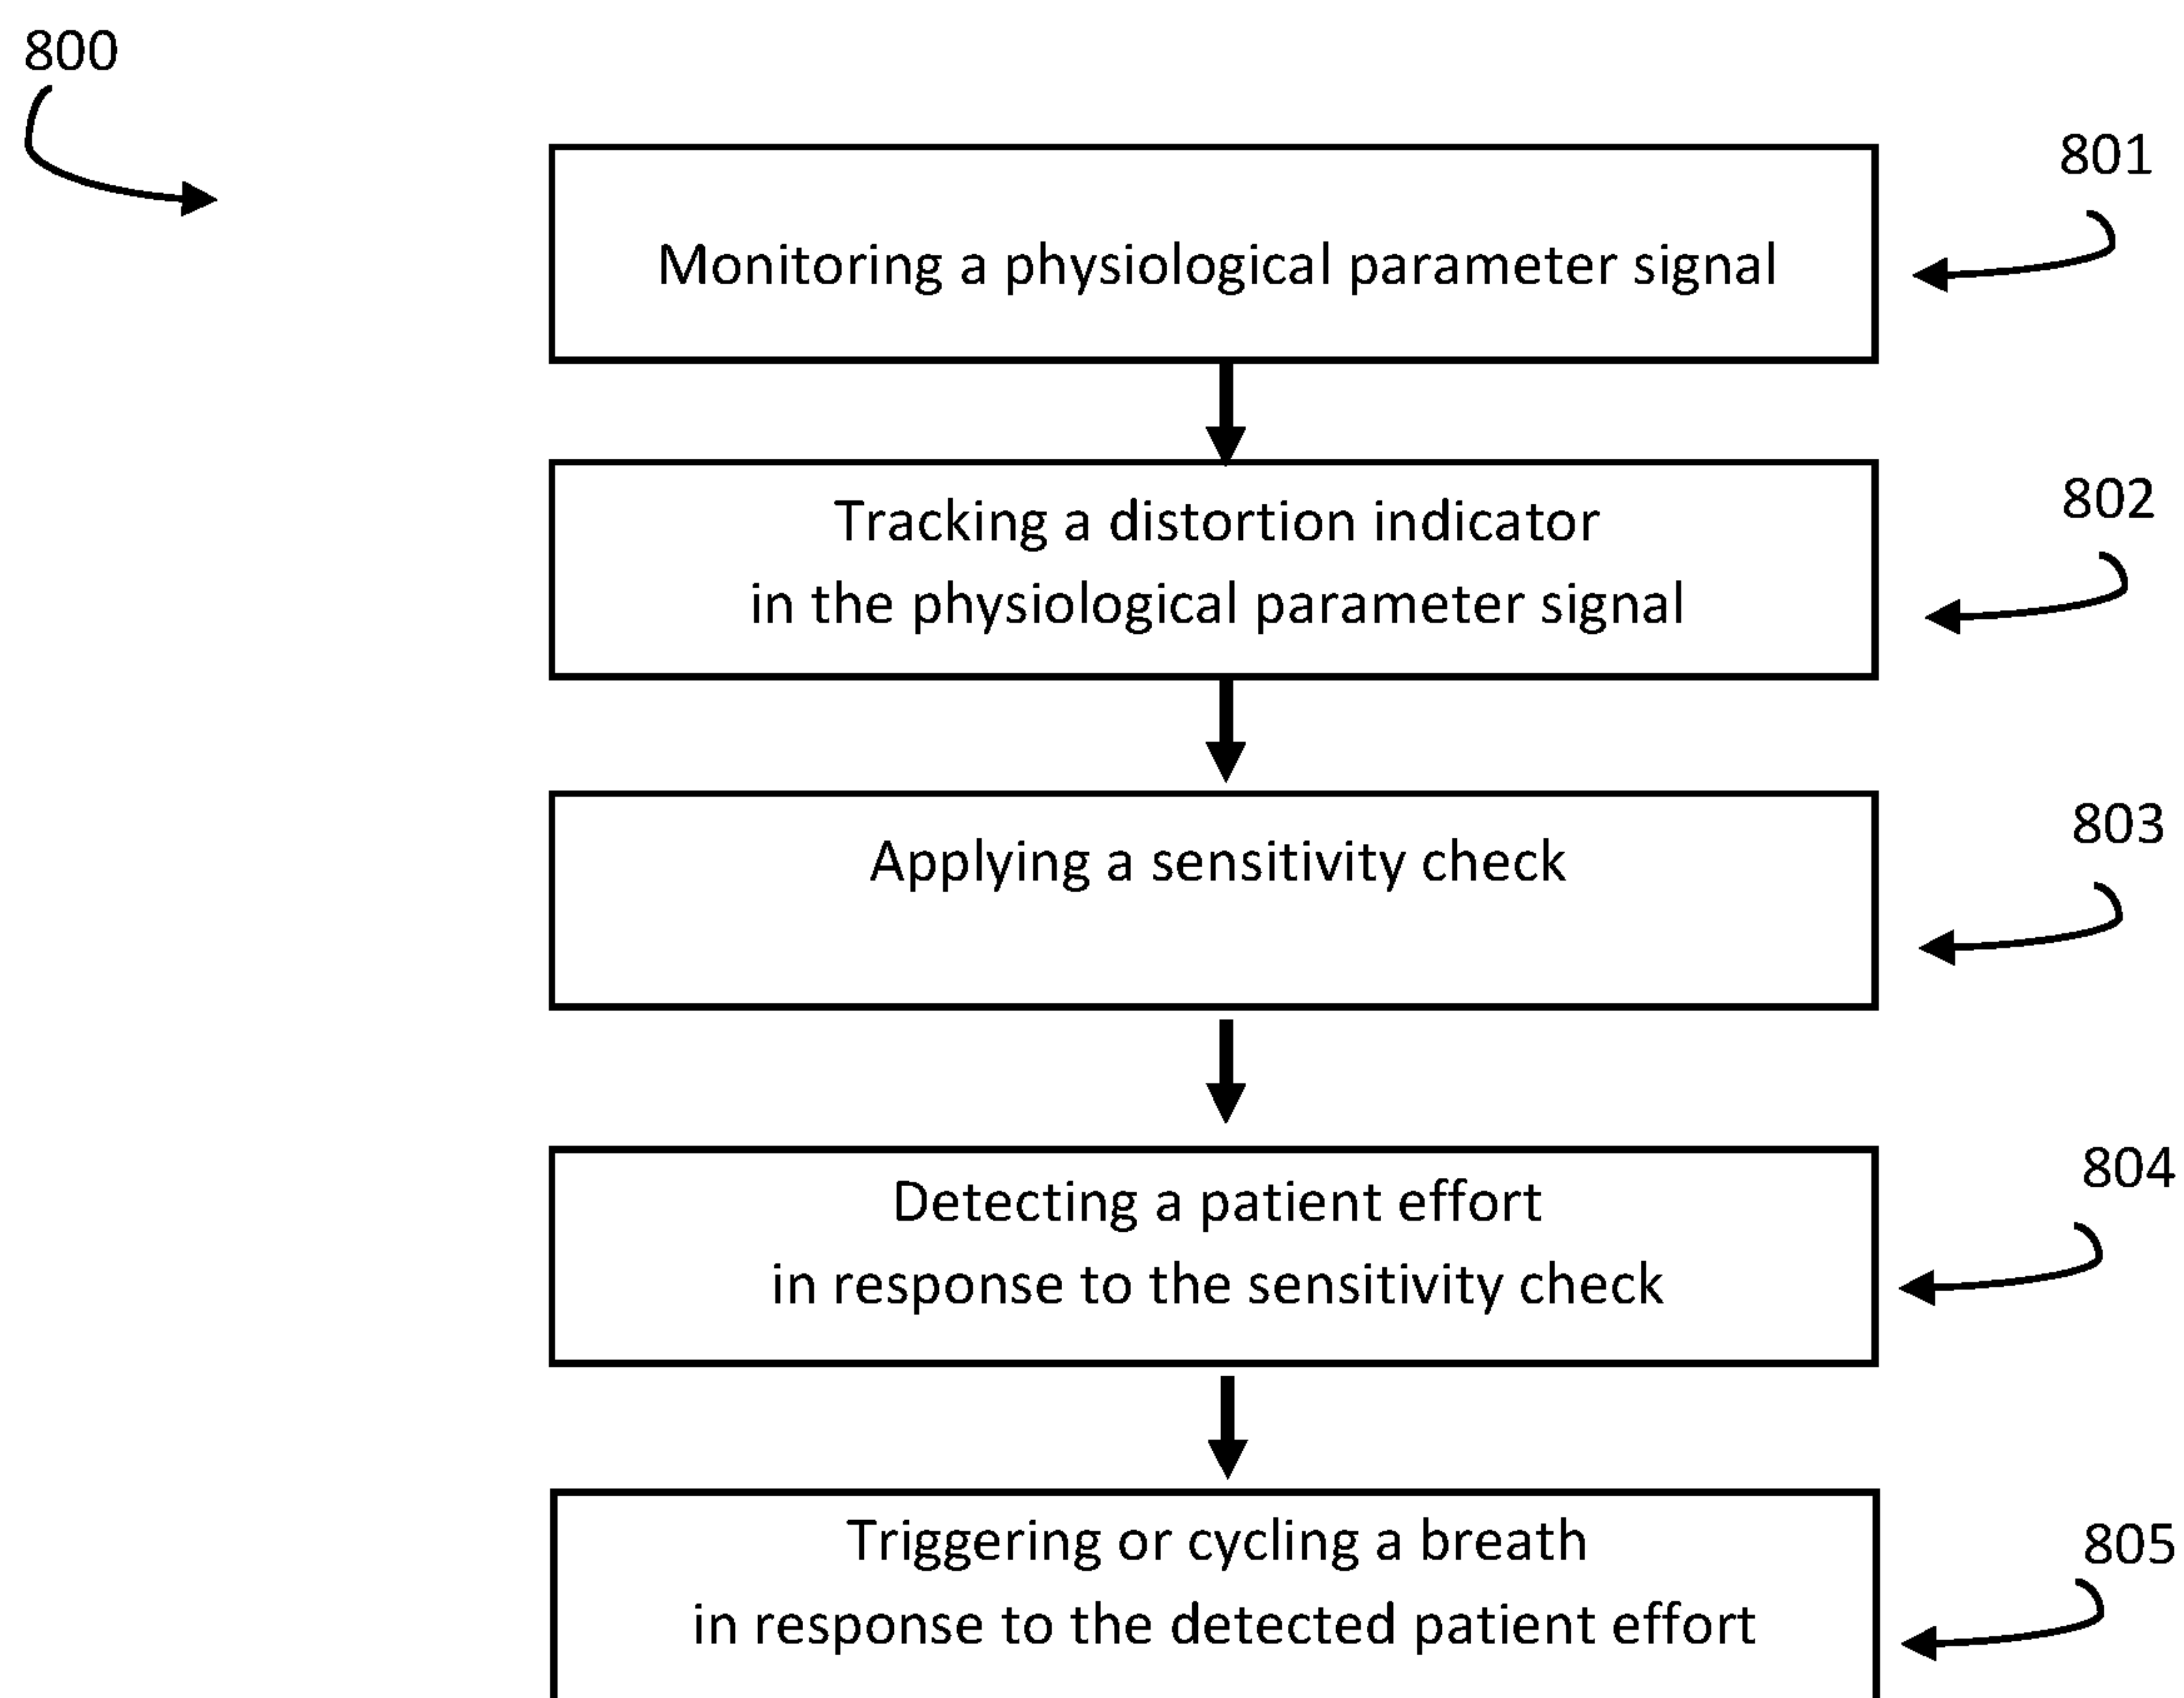 800
801
Monitoring a physiological parameter signal
802
Tracking a distortion indicator
in the physiological parameter signal
803
Applying a sensitivity check
804
Detecting a patient effort
in response to the sensitivity check
805
Triggering or cycling a breath
in response to the detected patient effort